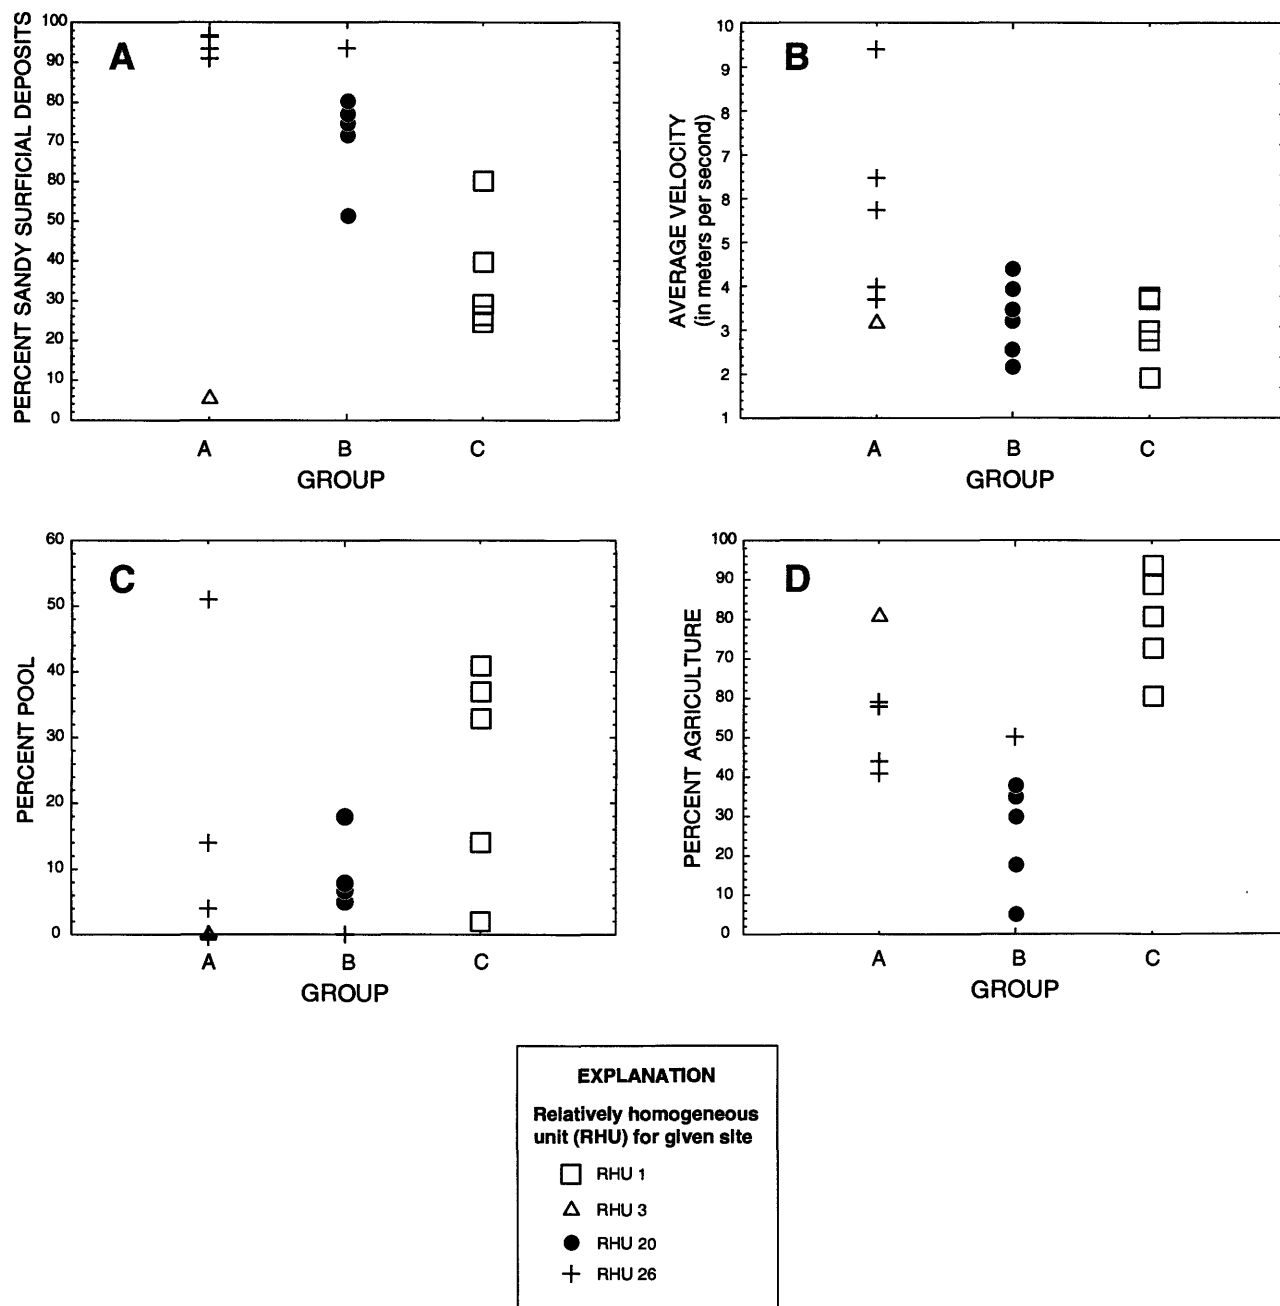 PERCENT SANDY SURFICIAL DEPOSITS
100
90
80
70
80
50
40
30
20
10
0
A
A
B
C
GROUP
AVERAGE VELOCITY
(in meters per second)
10
9
8
7
8
5
4
3
2
1
B
A
B
C
GROUP
PERCENT POOL
60
50
40
30
20
10
0
C
A
B
C
GROUP
PERCENT AGRICULTURE
100
90
80
70
80
50
40
30
20
10
0
D
A
B
C
GROUP
EXPLANATION
Relatively homogeneous
unit (RHU) for given site
RHU 1
RHU 3
RHU 20
RHU 26